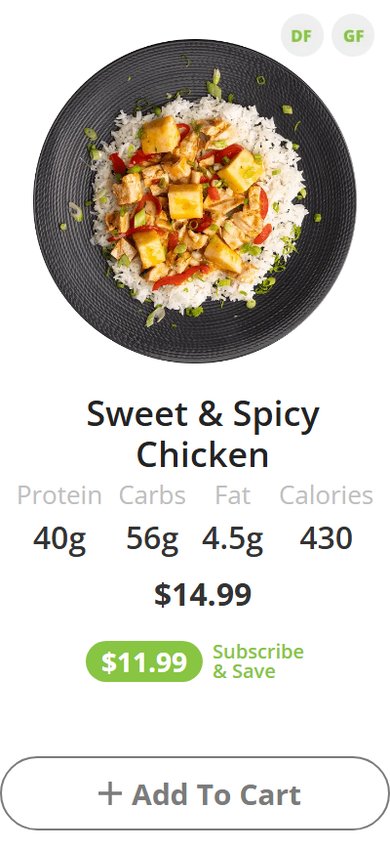 DF GF
Sweet & Spicy
Chicken
Protein Carbs Fat Calories
40g 56g 4.5g 430
$14.99
$11.99 Subscribe
& Save
+ Add To Cart